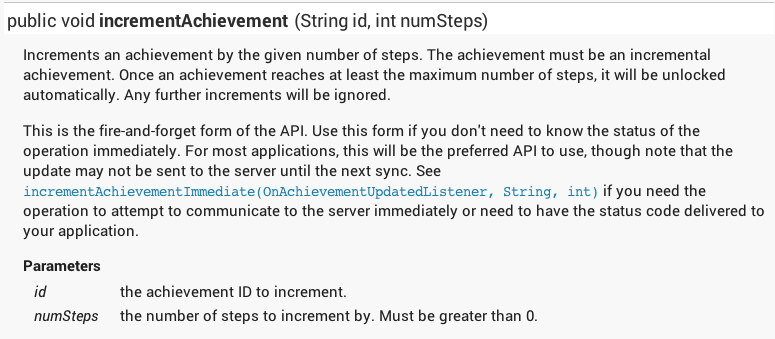 public void incrementAchievement (String id, int numSteps)
Increments an achievement by the given number of steps. The achievement must be an incremental
achievement. Once an achievement reaches at least the maximum number of steps, it will be unlocked
automatically. Any further increments will be ignored.
This is the fire-and-forget form of the API. Use this form if you don't need to know the status of the
operation immediately. For most applications, this will be the preferred API to use, though note that the
update may not be sent to the server until the next sync. See
incrementAchievementImmediate(OnAchievementUpdatedListener, String, int) if you need the
operation to attempt to communicate to the server immediately or need to have the status code delivered to
your application.
Parameters
id the achievement ID to increment.
numSteps the number of steps to increment by. Must be greater than 0.